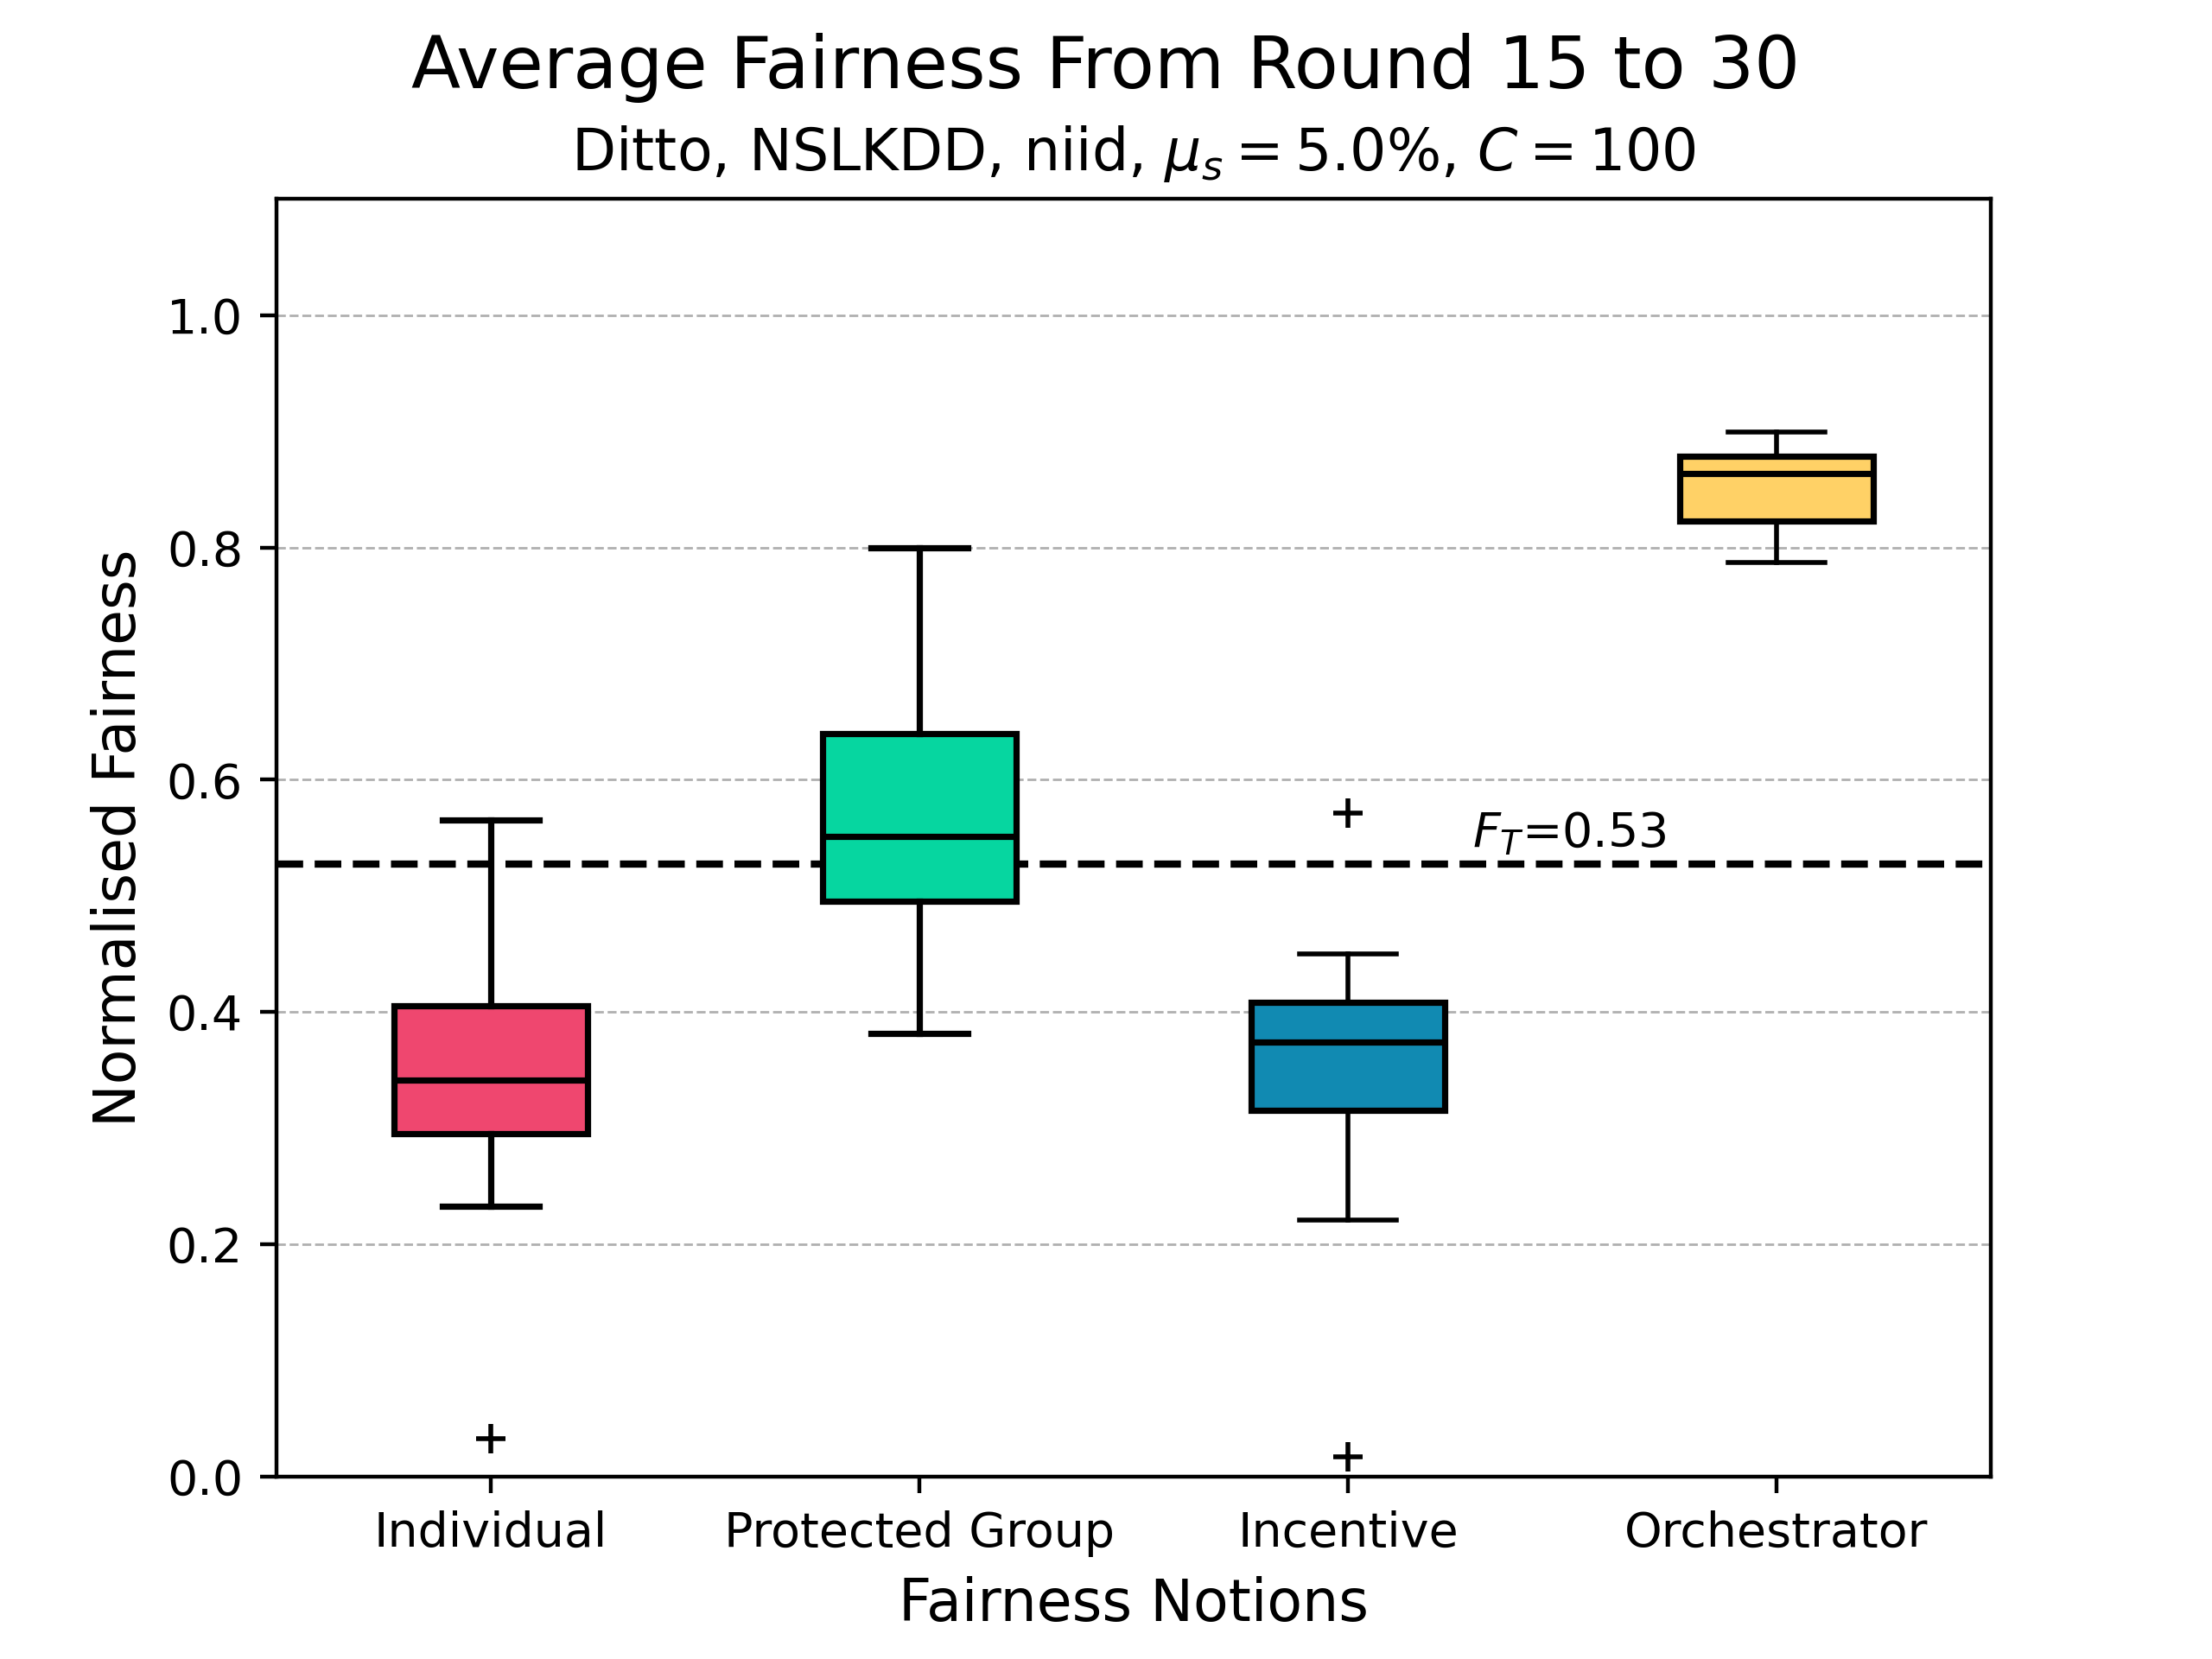 Average Fairness From Round 15 to 30
Ditto, NSLKDD, niid, $\mu_s = 5.0\%$, $C = 100$
Normalised Fairness
1.0
0.8
0.6
0.4
0.2
0.0
$F_T$=0.53
Individual
Protected Group
Incentive
Orchestrator
Fairness Notions